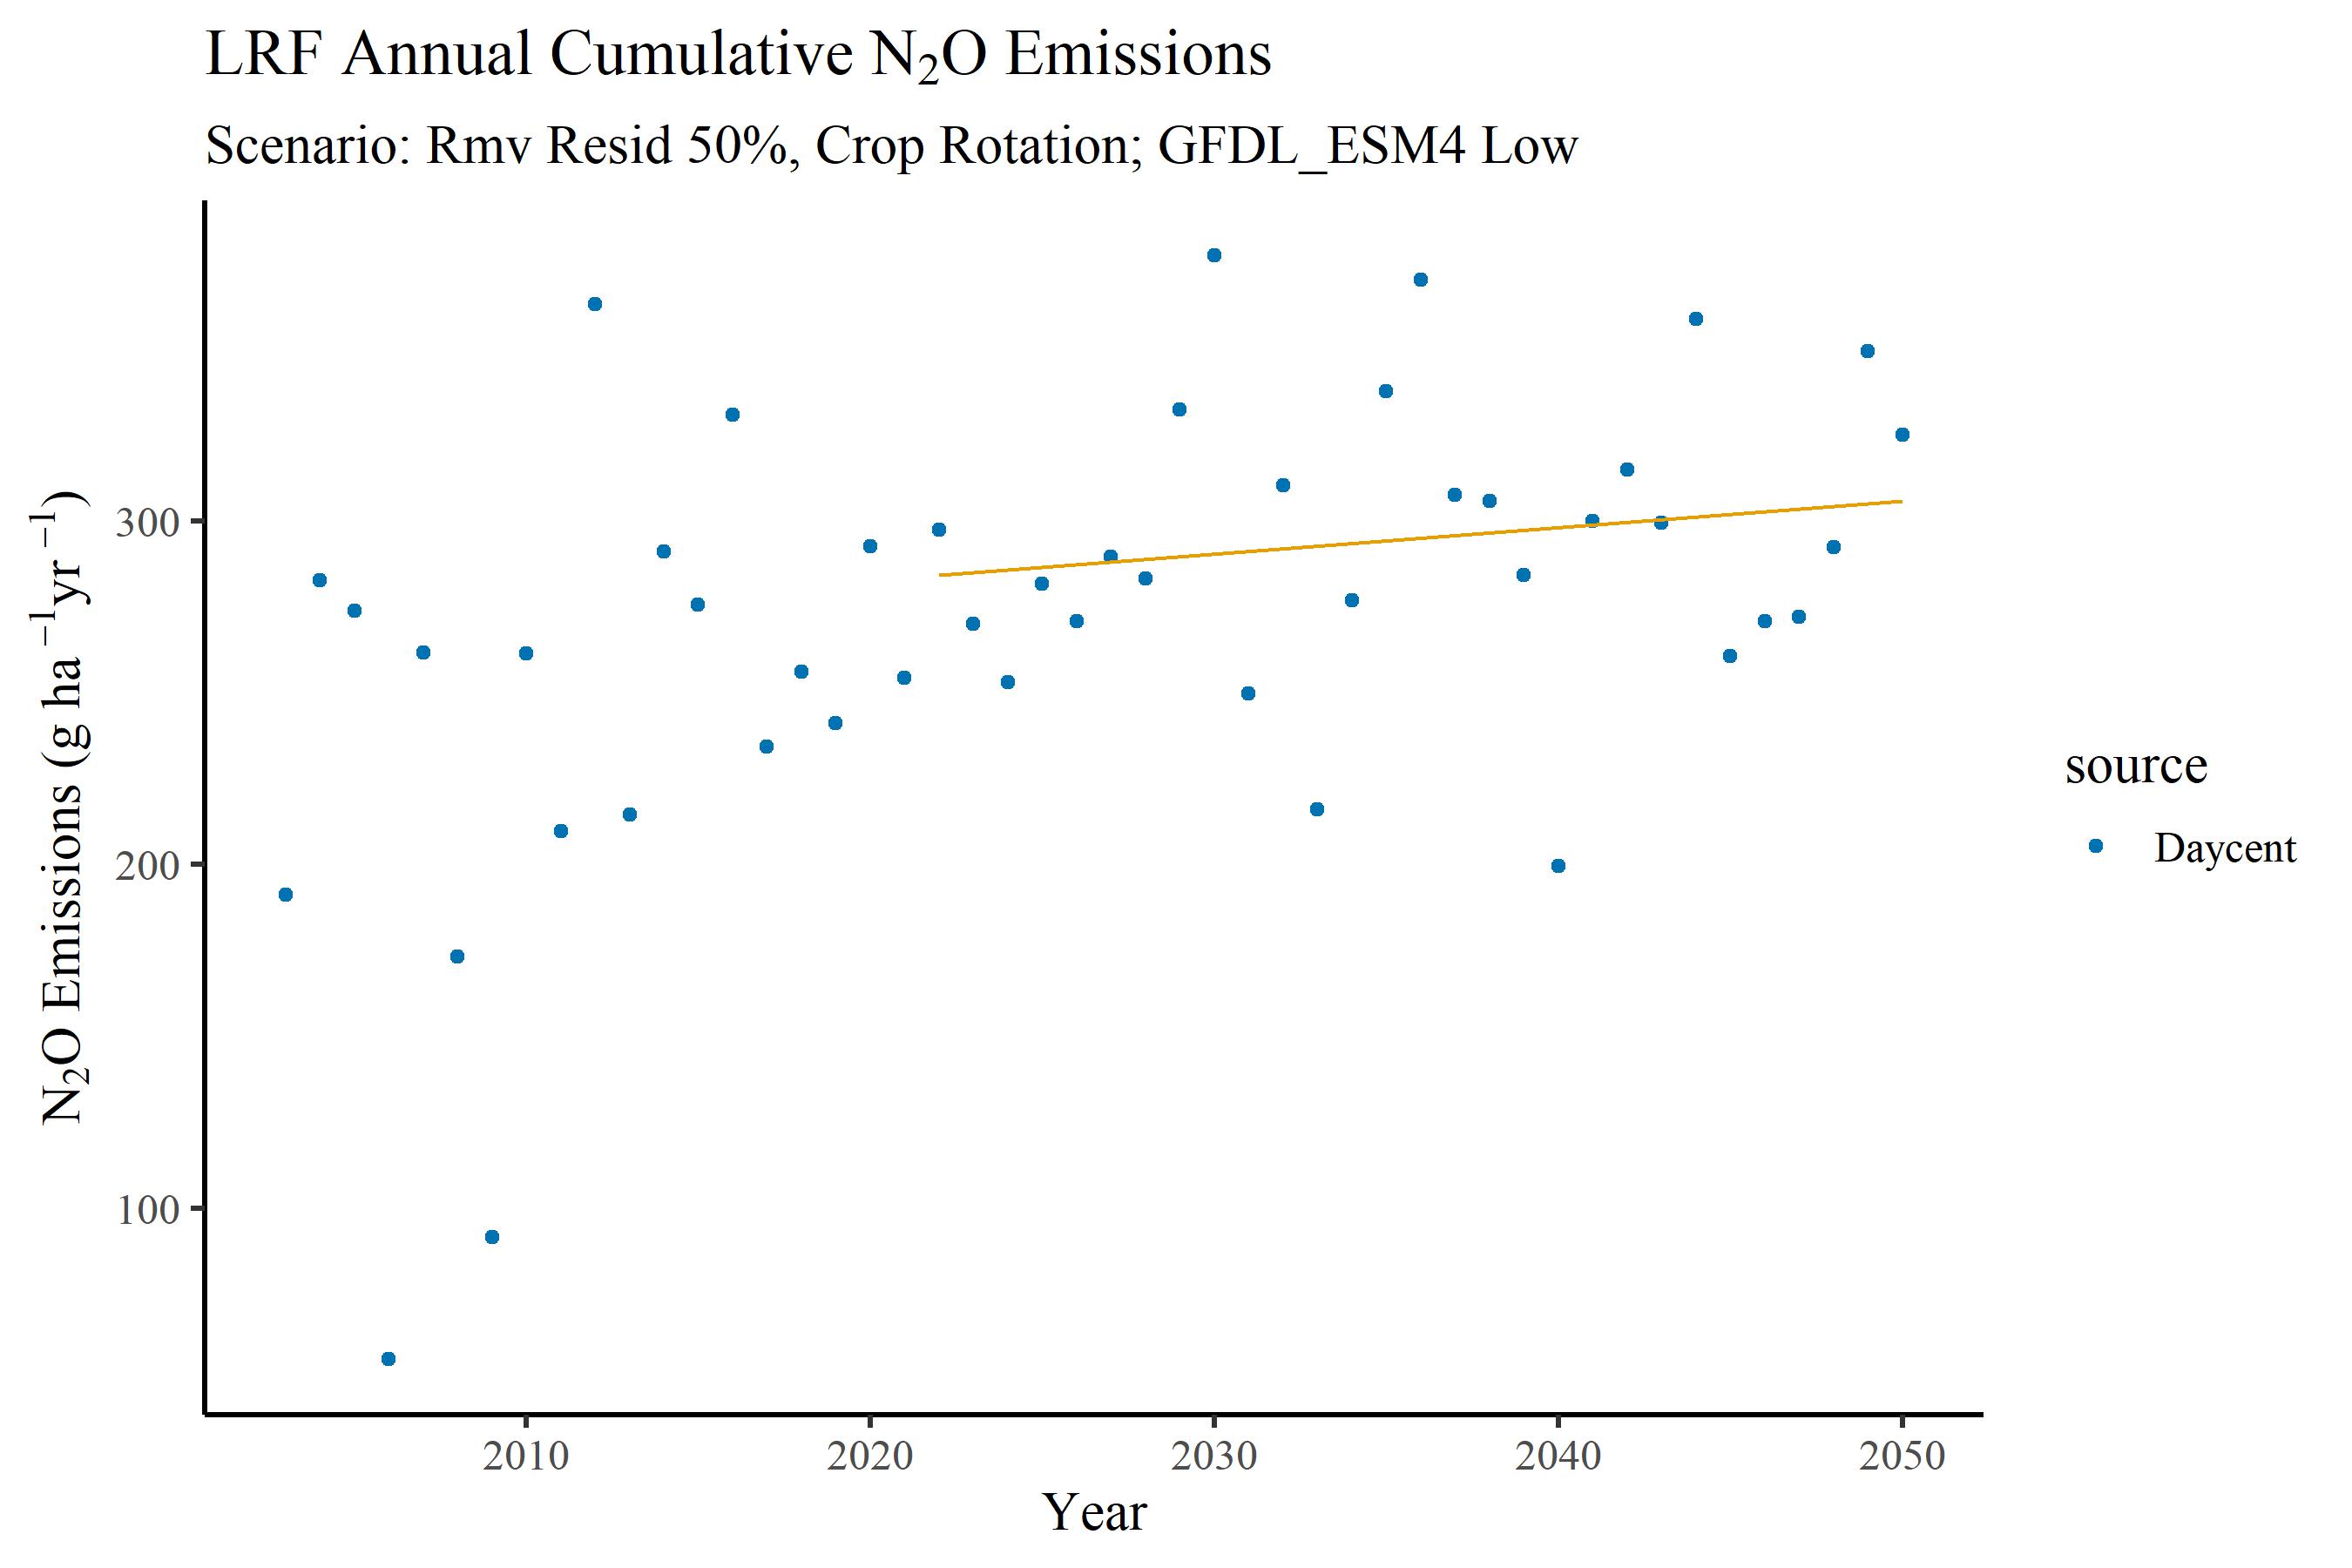 LRF Annual Cumulative N₂O Emissions
Scenario: Rmv Resid 50%, Crop Rotation; GFDL_ESM4 Low
N₂O Emissions (g ha ⁻¹yr ⁻¹)
300
200
100
2010
2020
2030
2040
2050
Year
source
Daycent